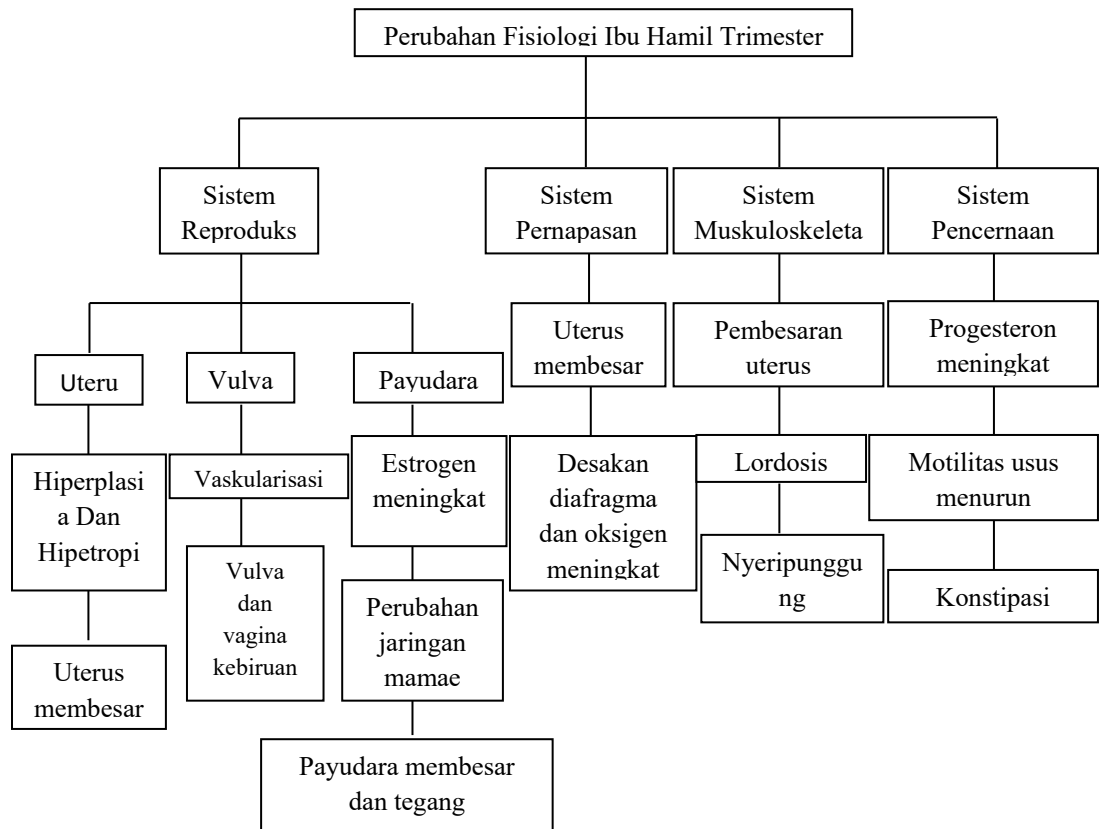 Perubahan Fisiologi Ibu Hamil Trimester
Sistem
Reproduks
Sistem
Pernapasan
Sistem
Muskuloskeleta
Sistem
Pencernaan
Uteru
Vulva
Payudara
Uterus
membesar
Pembesaran
uterus
Progesteron
meningkat
Hiperplasi
a Dan
Hipetropi
Vaskularisasi
Estrogen
meningkat
Desakan
diafragma
dan oksigen
meningkat
Lordosis
Motilitas usus
menurun
Vulva
dan
vagina
kebiruan
Perubahan
jaringan
mamae
Nyeripunggu
ng
Konstipasi
Uterus
membesar
Payudara membesar
dan tegang